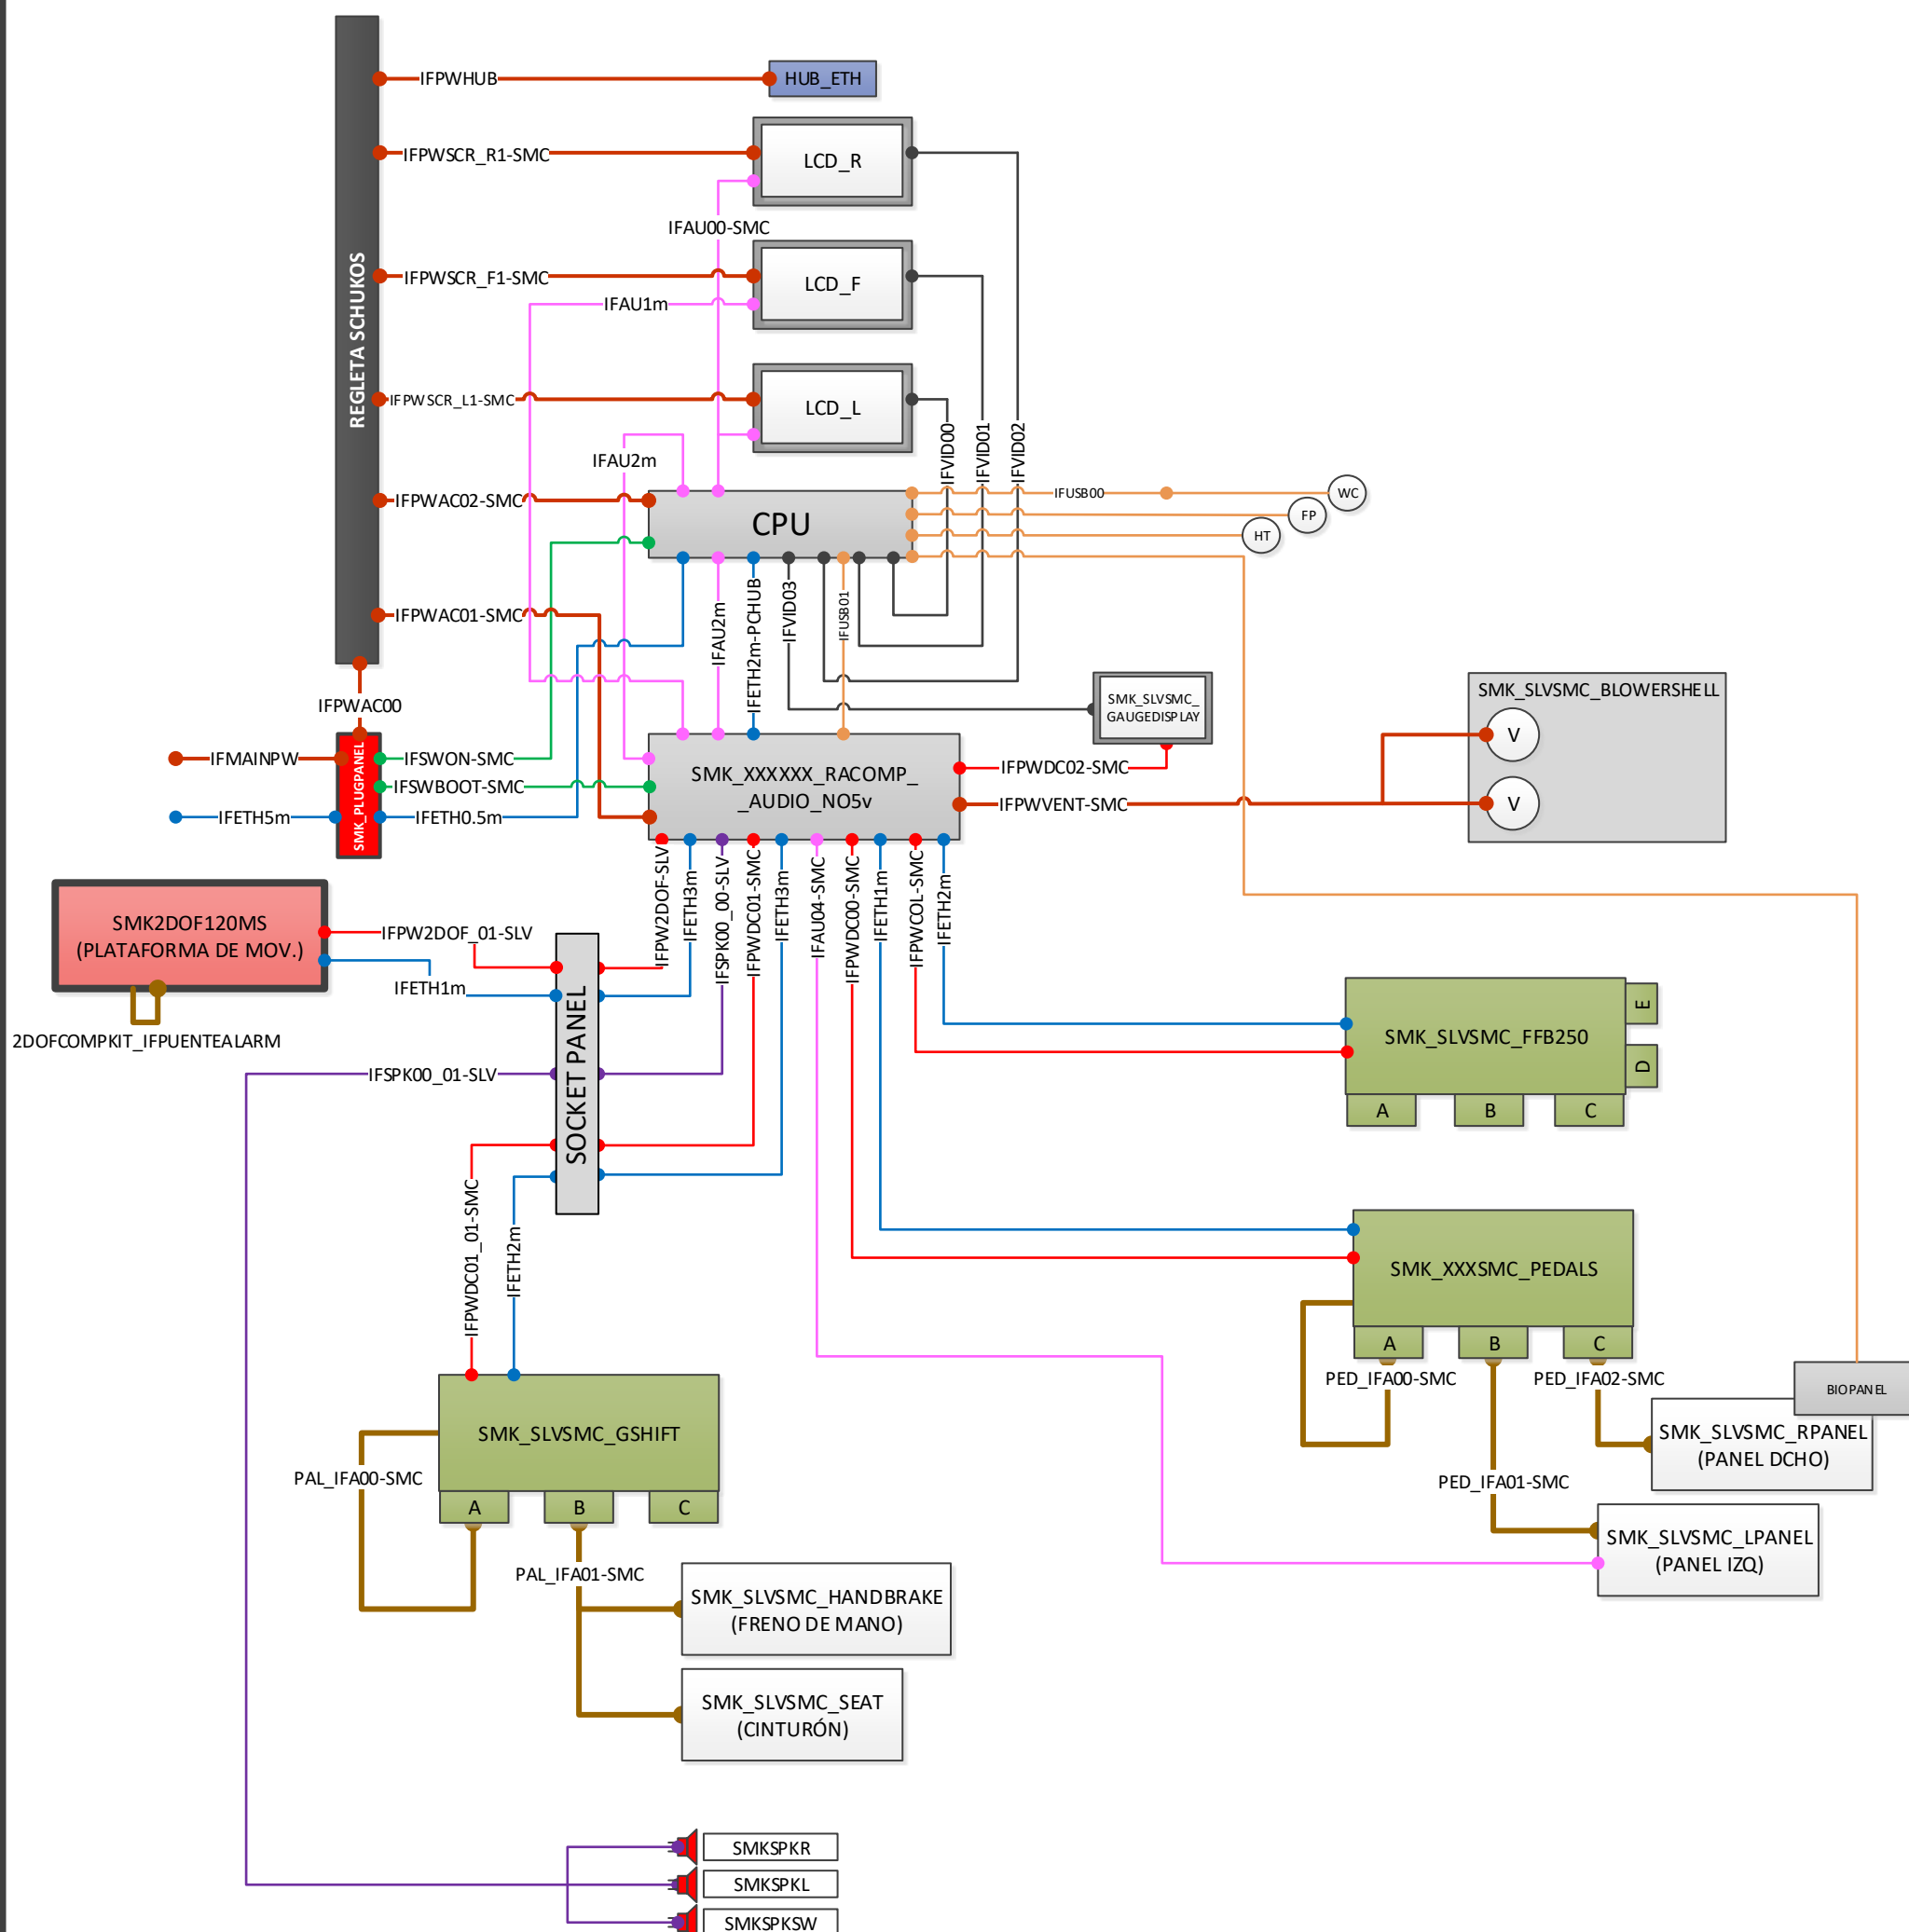 IFPWHUB
HUB_ETH
IFPWSCR_R1-SMC
LCD_R
IFAU00-SMC
REGLETA SCHUKOS
IFPWSCR_F1-SMC
LCD_F
IFAU1m
IFPWSCR_L1-SMC
LCD_L
IFVID00
IFVID01
IFVID02
IFAU2m
IFPWAC02-SMC
CPU
IFUSB00
WC
FP
HT
IFPWAC01-SMC
IFAU2m
IFETH2m-PCHUB
IFVID03
IFUSB01
IFPWAC00
SMK_SLVSMC_
GAUGEDISPLAY
SMK_SLVSMC_BLOWERSHELL
V
V
IFMAINPW
SMK_PLUGPANEL
IFSWON-SMC
IFSWBOOT-SMC
IFETH5m
IFETH0.5m
SMK_XXXXXX_RACOMP_
_AUDIO_NO5v
IFPWDC02-SMC
IFPWVENT-SMC
IFPW2DOF-SLV
IFETH3m
IFSPK00_00-SLV
IFPWDC01-SMC
IFETH3m
IFAU04-SMC
IFPWDC00-SMC
IFETH1m
IFPWCOL-SMC
IFETH2m
SMK2DOF120MS
(PLATAFORMA DE MOV.)
IFPW2DOF_01-SLV
IFETH1m
2DOFCOMPKIT_IFPUENTEALARM
SOCKET PANEL
IFSPK00_01-SLV
SMK_SLVSMC_FFB250
E
D
A
B
C
IFPWDC01_01-SMC
IFETH2m
SMK_XXXSMC_PEDALS
A
B
C
PED_IFA00-SMC
PED_IFA02-SMC
BIOPANEL
SMK_SLVSMC_RPANEL
(PANEL DCHO)
PED_IFA01-SMC
SMK_SLVSMC_LPANEL
(PANEL IZQ)
SMK_SLVSMC_GSHIFT
PAL_IFA00-SMC
A
B
C
PAL_IFA01-SMC
SMK_SLVSMC_HANDBRAKE
(FRENO DE MANO)
SMK_SLVSMC_SEAT
(CINTURÓN)
SMKSPKR
SMKSPKL
SMKSPKSW